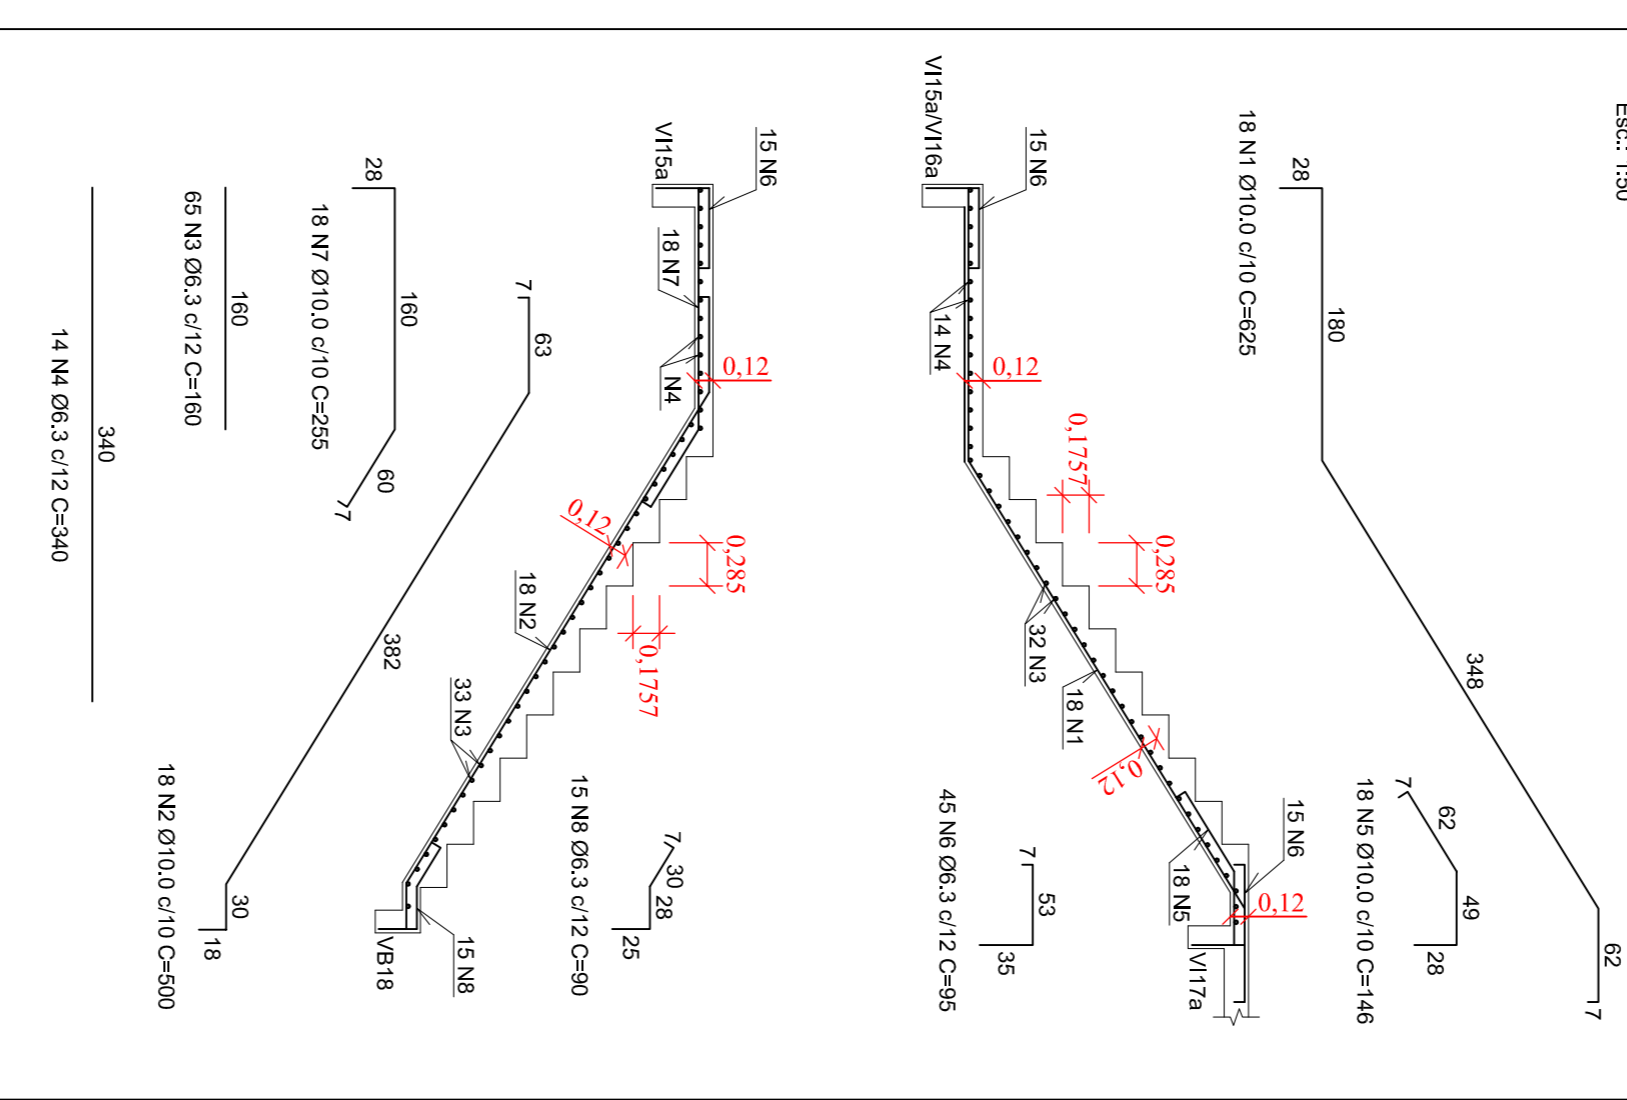 Esc.: 1:50
28
180
348
62
7
18 N1 Ø10.0 c/10 C=625
7
62
49
28
18 N5 Ø10.0 c/10 C=146
VI15a/VI16a
15 N6
14 N4
0,12
0,1757
0,285
32 N3
18 N1
0,12
15 N6
18 N5
0,12
VI17a
7
53
35
45 N6 Ø6.3 c/12 C=95
VI15a
15 N6
18 N7
N4
0,12
0,12
0,285
0,1757
18 N2
33 N3
15 N8
VB18
7
30
28
25
15 N8 Ø6.3 c/12 C=90
7
63
382
30
18
18 N2 Ø10.0 c/10 C=500
28
160
60
7
18 N7 Ø10.0 c/10 C=255
160
65 N3 Ø6.3 c/12 C=160
340
14 N4 Ø6.3 c/12 C=340